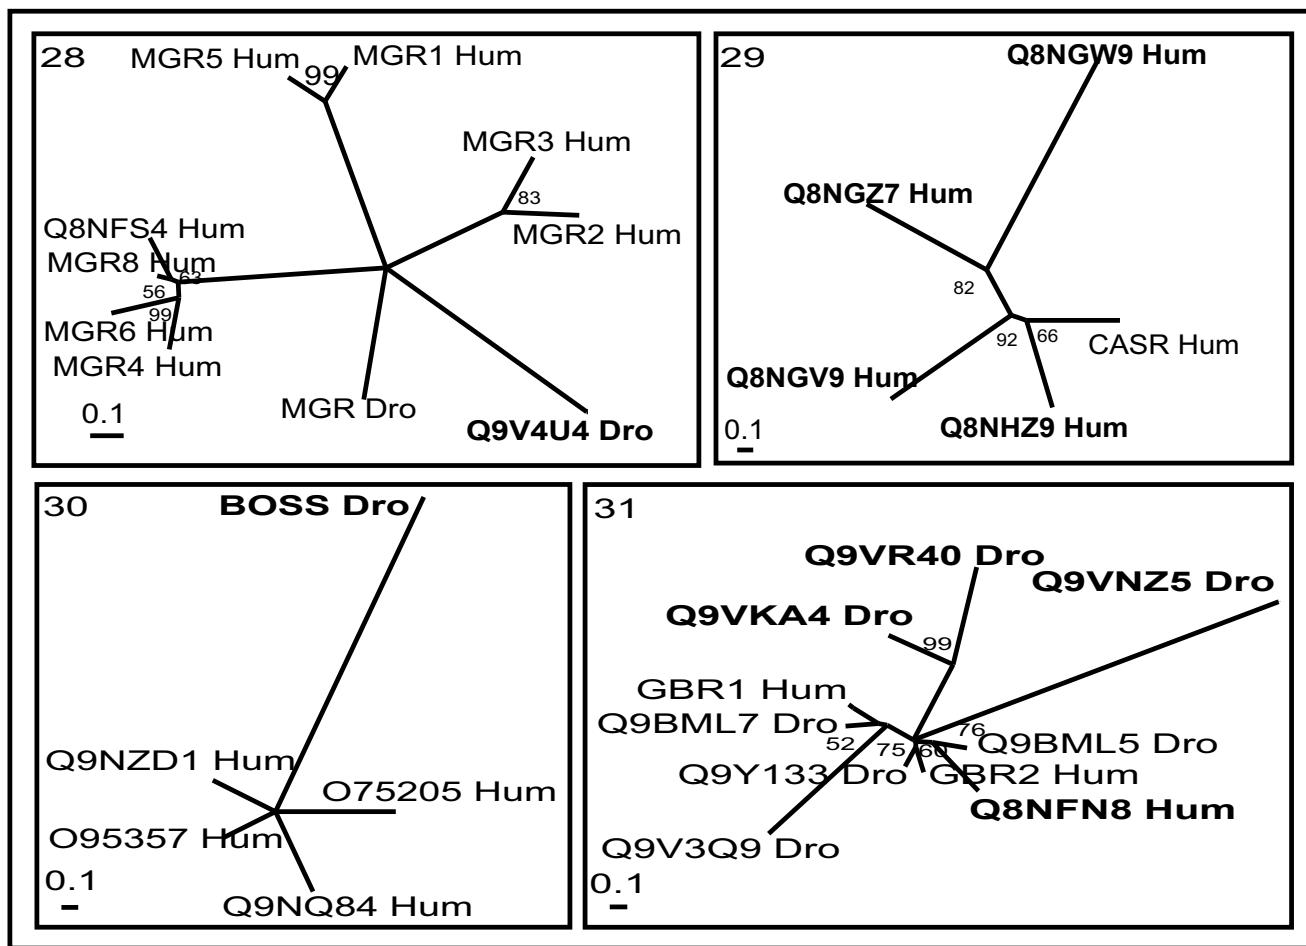 28
MGR5 Hum
MGR1 Hum
99
MGR3 Hum
83
MGR2 Hum
Q8NFS4 Hum
MGR8 Hum
63
56
99
MGR6 Hum
MGR4 Hum
MGR Dro
Q9V4U4 Dro
0.1
29
Q8NGW9 Hum
Q8NGZ7 Hum
82
92
66
CASR Hum
Q8NGV9 Hum
Q8NHZ9 Hum
0.1
30
BOSS Dro
Q9NZD1 Hum
O75205 Hum
O95357 Hum
Q9NQ84 Hum
0.1
31
Q9VR40 Dro
Q9VNZ5 Dro
Q9VKA4 Dro
99
GBR1 Hum
Q9BML7 Dro
76
52
75
60
Q9BML5 Dro
Q9Y133 Dro
GBR2 Hum
Q8NFN8 Hum
Q9V3Q9 Dro
0.1